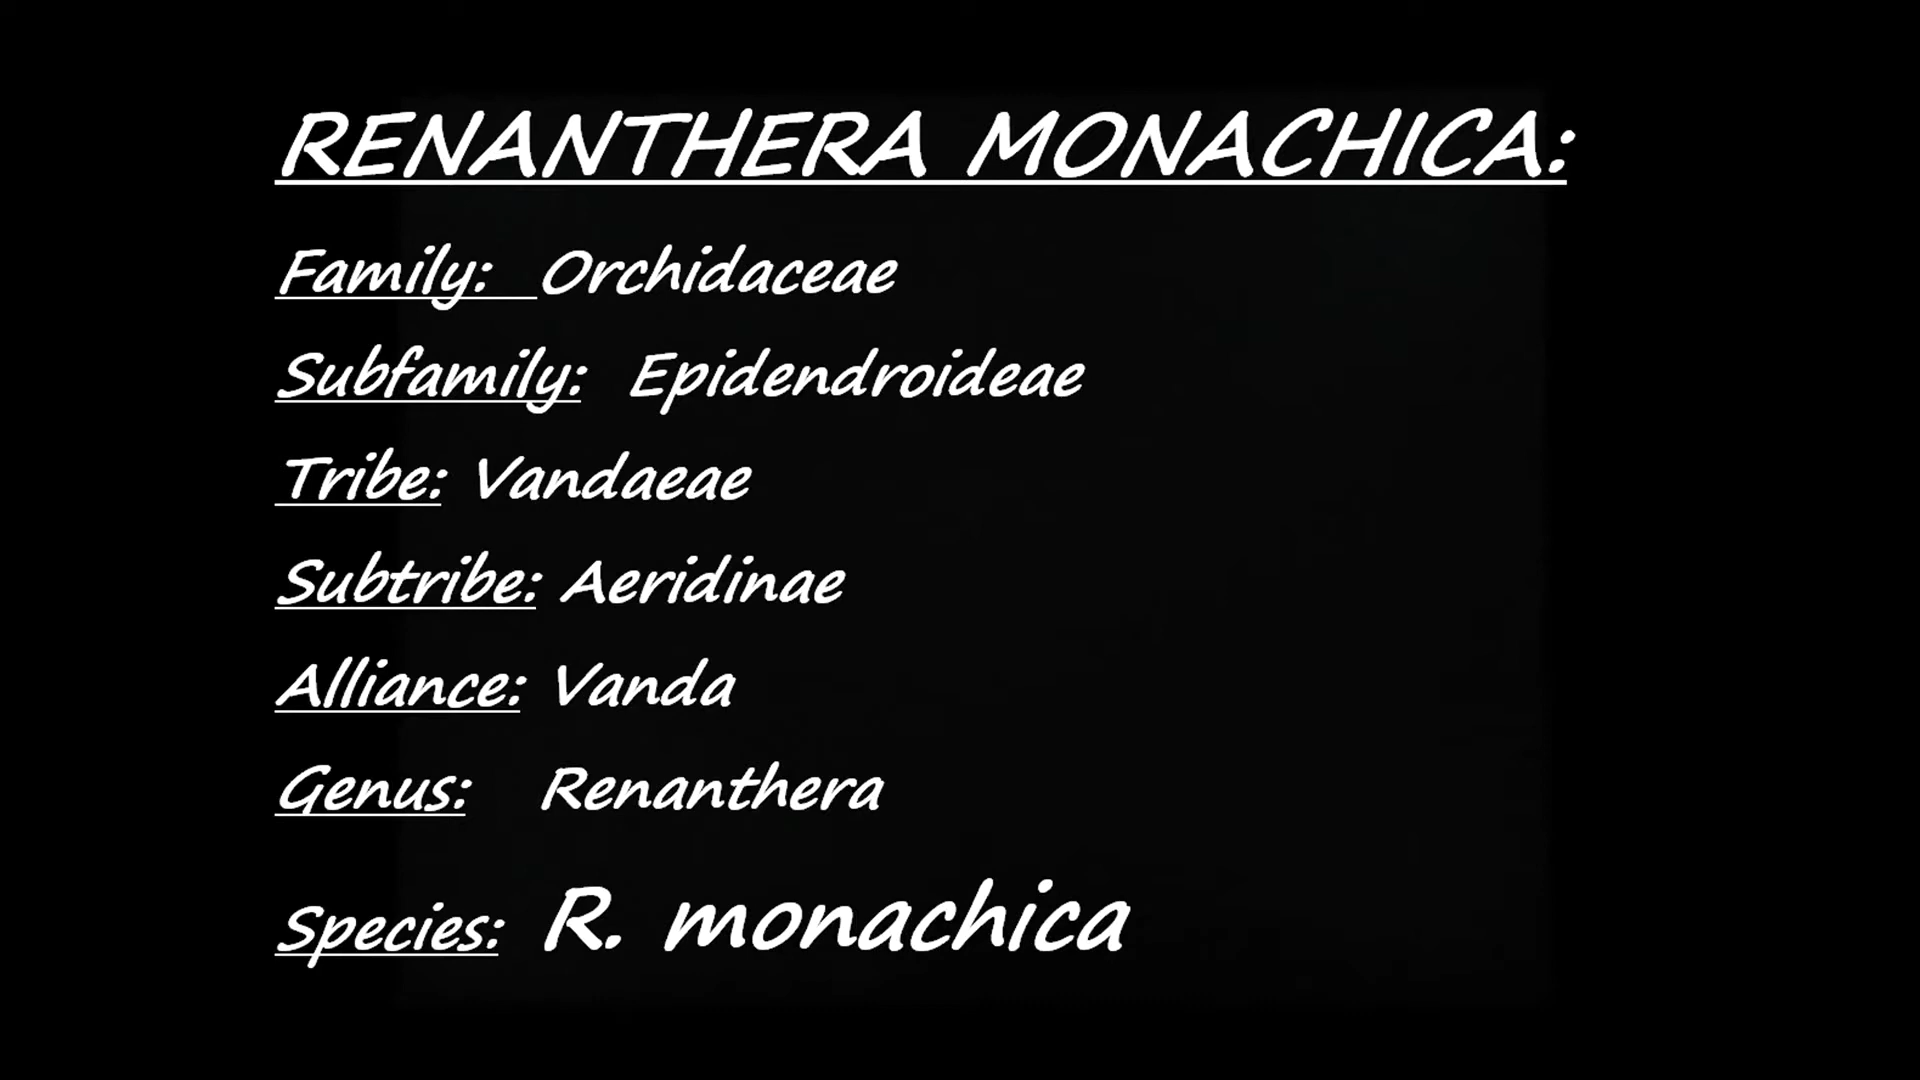 RENANTHERA MONACHICA:
Family: Orchidaceae
Subfamily: Epidendroideae
Tribe: Vandaeae
Subtribe: Aeridinae
Alliance: Vanda
Genus: Renanthera
Species: R. monachica